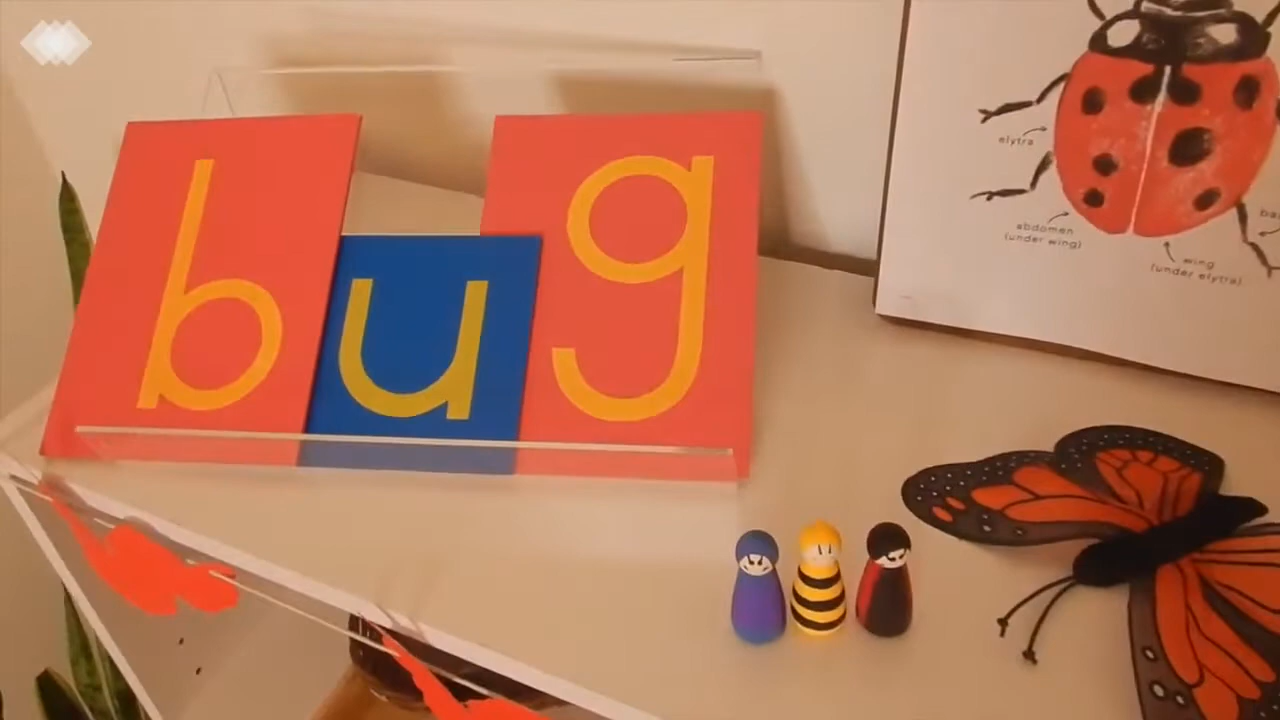 bug
elytra
abdomen
(under wing)
wing
(under elytra)